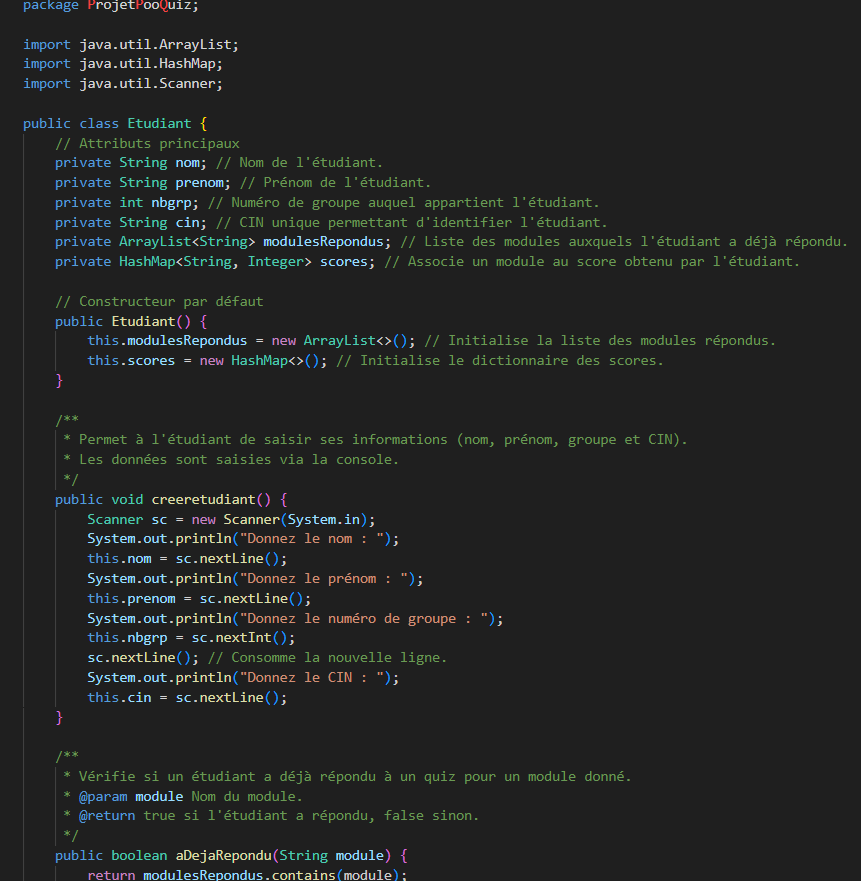 package ProjetPooQuiz;
import java.util.ArrayList;
import java.util.HashMap;
import java.util.Scanner;
public class Etudiant {
// Attributs principaux
private String nom; // Nom de l'étudiant.
private String prenom; // Prénom de l'étudiant.
private int nbgrp; // Numéro de groupe auquel appartient l'étudiant.
private String cin; // CIN unique permettant d'identifier l'étudiant.
private ArrayList<String> modulesRepondus; // Liste des modules auxquels l'étudiant a déjà répondu.
private HashMap<String, Integer> scores; // Associe un module au score obtenu par l'étudiant.
// Constructeur par défaut
public Etudiant() {
this.modulesRepondus = new ArrayList<>(); // Initialise la liste des modules répondus.
this.scores = new HashMap<>(); // Initialise le dictionnaire des scores.
}
/**
* Permet à l'étudiant de saisir ses informations (nom, prénom, groupe et CIN).
* Les données sont saisies via la console.
*/
public void creeretudiant() {
Scanner sc = new Scanner(System.in);
System.out.println("Donnez le nom : ");
this.nom = sc.nextLine();
System.out.println("Donnez le prénom : ");
this.prenom = sc.nextLine();
System.out.println("Donnez le numéro de groupe : ");
this.nbgrp = sc.nextInt();
sc.nextLine(); // Consomme la nouvelle ligne.
System.out.println("Donnez le CIN : ");
this.cin = sc.nextLine();
}
/**
* Vérifie si un étudiant a déjà répondu à un quiz pour un module donné.
* @param module Nom du module.
* @return true si l'étudiant a répondu, false sinon.
*/
public boolean aDejaRepondu(String module) {
return modulesRepondus.contains(module);